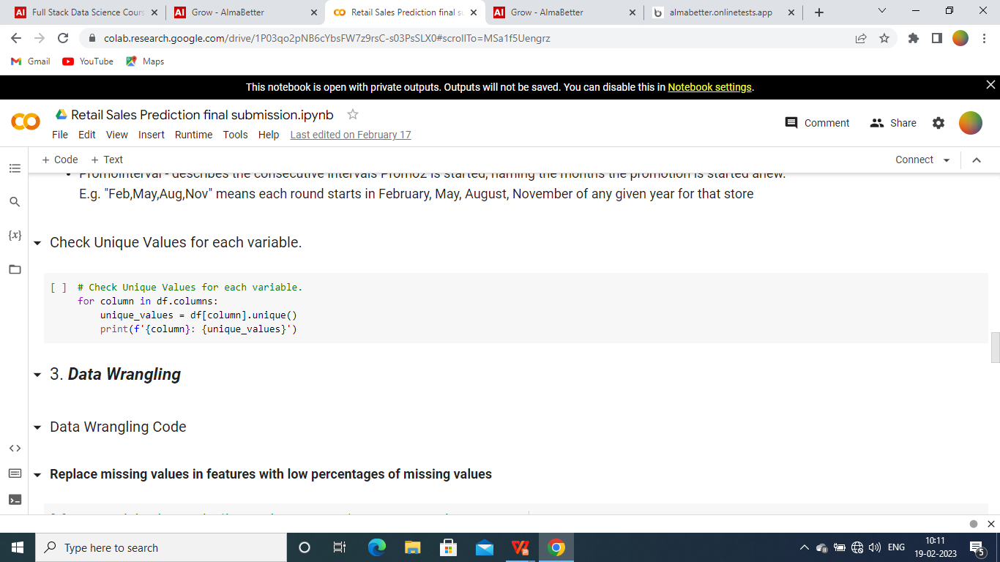 Full Stack Data Science Cours
Grow - AlmaBetter
Retail Sales Prediction final su
Grow - AlmaBetter
almabetter.onlinetests.app
colab.research.google.com/drive/1P03qo2pNB6cYbsFW7z9rsC-s03PsSLX0#scrollTo=MSa1f5Uengrz
Gmail
YouTube
Maps
This notebook is open with private outputs. Outputs will not be saved. You can disable this in Notebook settings.
Retail Sales Prediction final submission.ipynb
Comment
Share
File Edit View Insert Runtime Tools Help Last edited on February 17
+ Code + Text
Connect
• PromoInterval - describes the consecutive intervals Promo2 is started, naming the months the promotion is started anew.
E.g. "Feb,May,Aug,Nov" means each round starts in February, May, August, November of any given year for that store
{x}
Check Unique Values for each variable.
[ ] # Check Unique Values for each variable.
for column in df.columns:
    unique_values = df[column].unique()
    print(f'{column}: {unique_values}')
3. Data Wrangling
Data Wrangling Code
Replace missing values in features with low percentages of missing values
Type here to search
ENG
10:11
19-02-2023
5